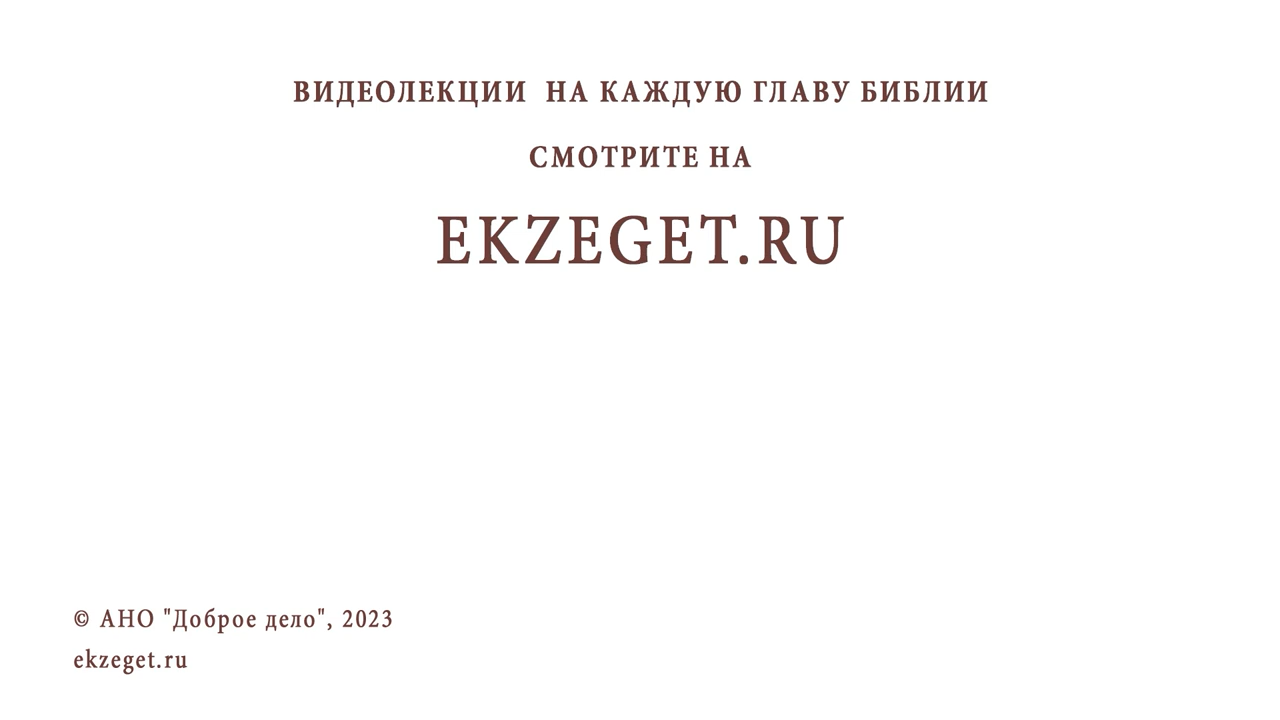 ВИДЕОЛЕКЦИИ НА КАЖДУЮ ГЛАВУ БИБЛИИ
СМОТРИТЕ НА
EKZEGET.RU
© АНО "Доброе дело", 2023
ekzeget.ru